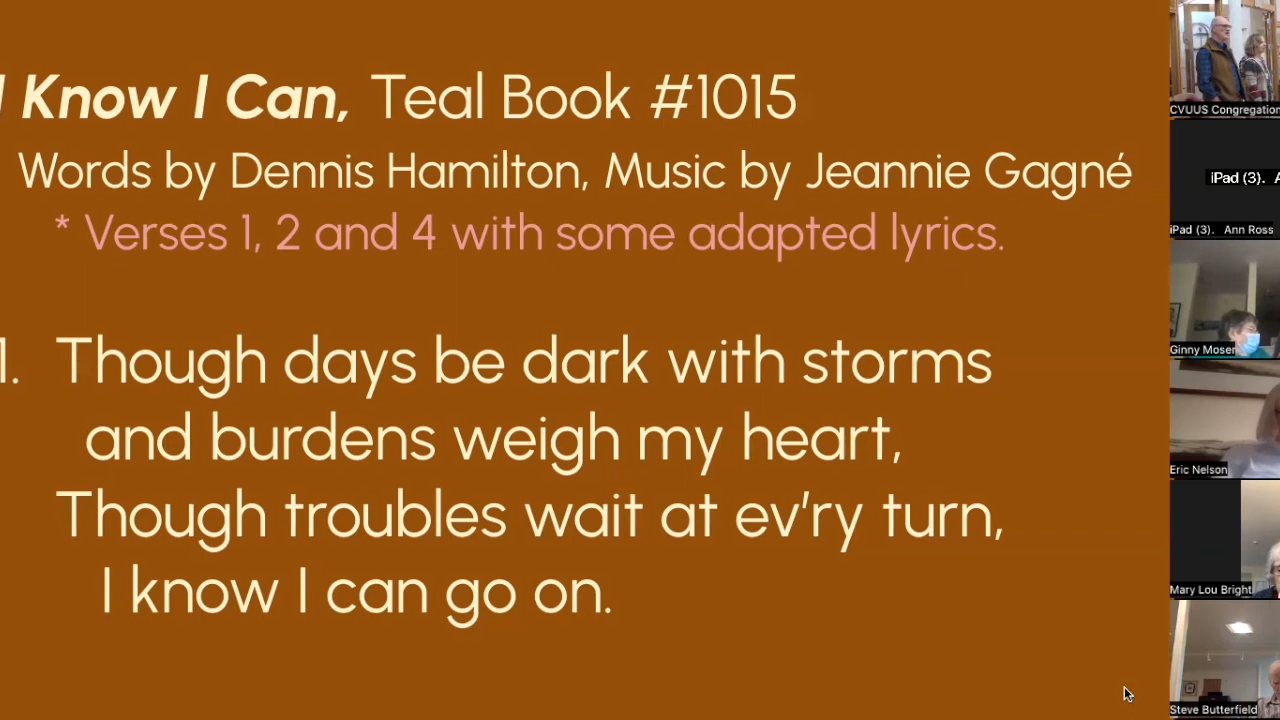 I Know I Can, Teal Book #1015
Words by Dennis Hamilton, Music by Jeannie Gagné
* Verses 1, 2 and 4 with some adapted lyrics.
1. Though days be dark with storms
and burdens weigh my heart,
Though troubles wait at ev'ry turn,
I know I can go on.
CVUUS Congregation
iPad (3). A
iPad (3). Ann Ross
Ginny Moser
Eric Nelson
Mary Lou Bright
Steve Butterfield